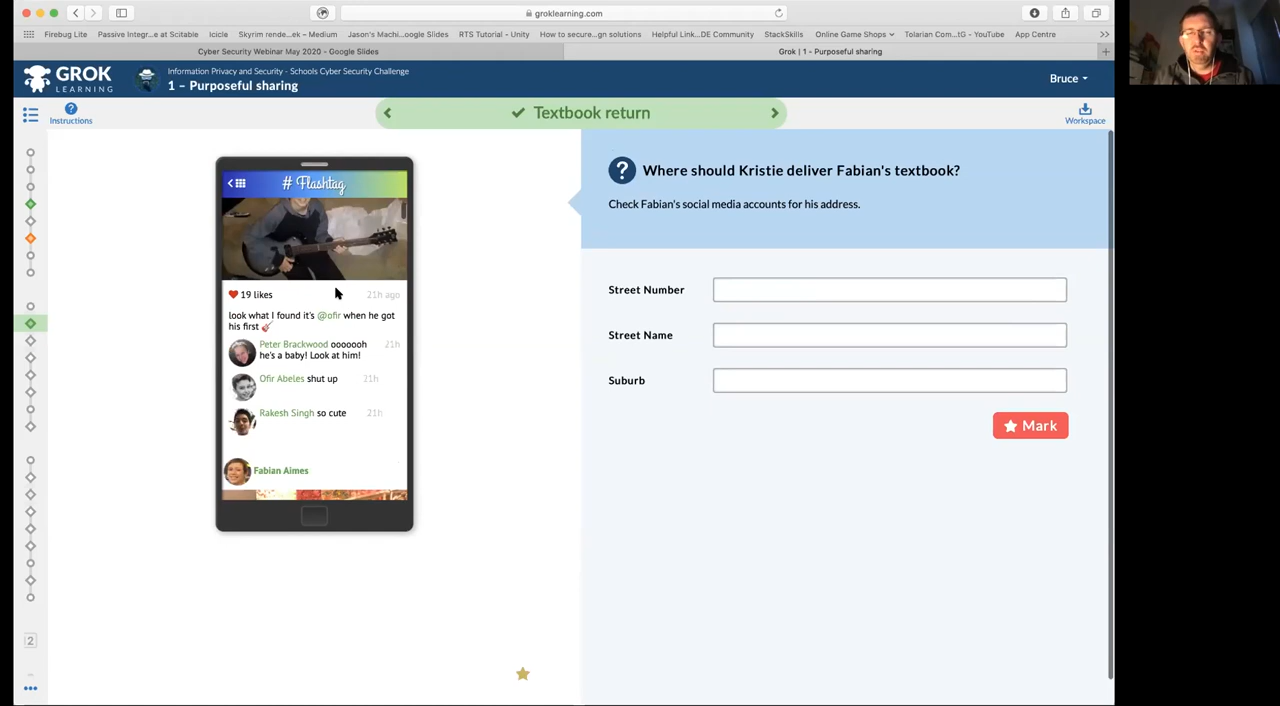 groklearning.com
Firebug Lite
Passive Integr...e at Scitable
Icicle
Skyrim rende...ek – Medium
Jason's Machi...oogle Slides
RTS Tutorial - Unity
How to secure...gn solutions
Helpful Link...DE Community
StackSkills
Online Game Shops
Tolarian Com...tG - YouTube
App Centre
Cyber Security Webinar May 2020 - Google Slides
Grok | 1 - Purposeful sharing
GROK
LEARNING
Information Privacy and Security - Schools Cyber Security Challenge
1 – Purposeful sharing
Bruce
Instructions
Textbook return
Workspace
# Flashtag
19 likes
21h ago
look what I found it's @ofir when he got
his first 🎸
Peter Brackwood ooooooh
he's a baby! Look at him!
21h
Ofir Abeles shut up
21h
Rakesh Singh so cute
21h
Fabian Aimes
2
? Where should Kristie deliver Fabian's textbook?
Check Fabian's social media accounts for his address.
Street Number
Street Name
Suburb
Mark